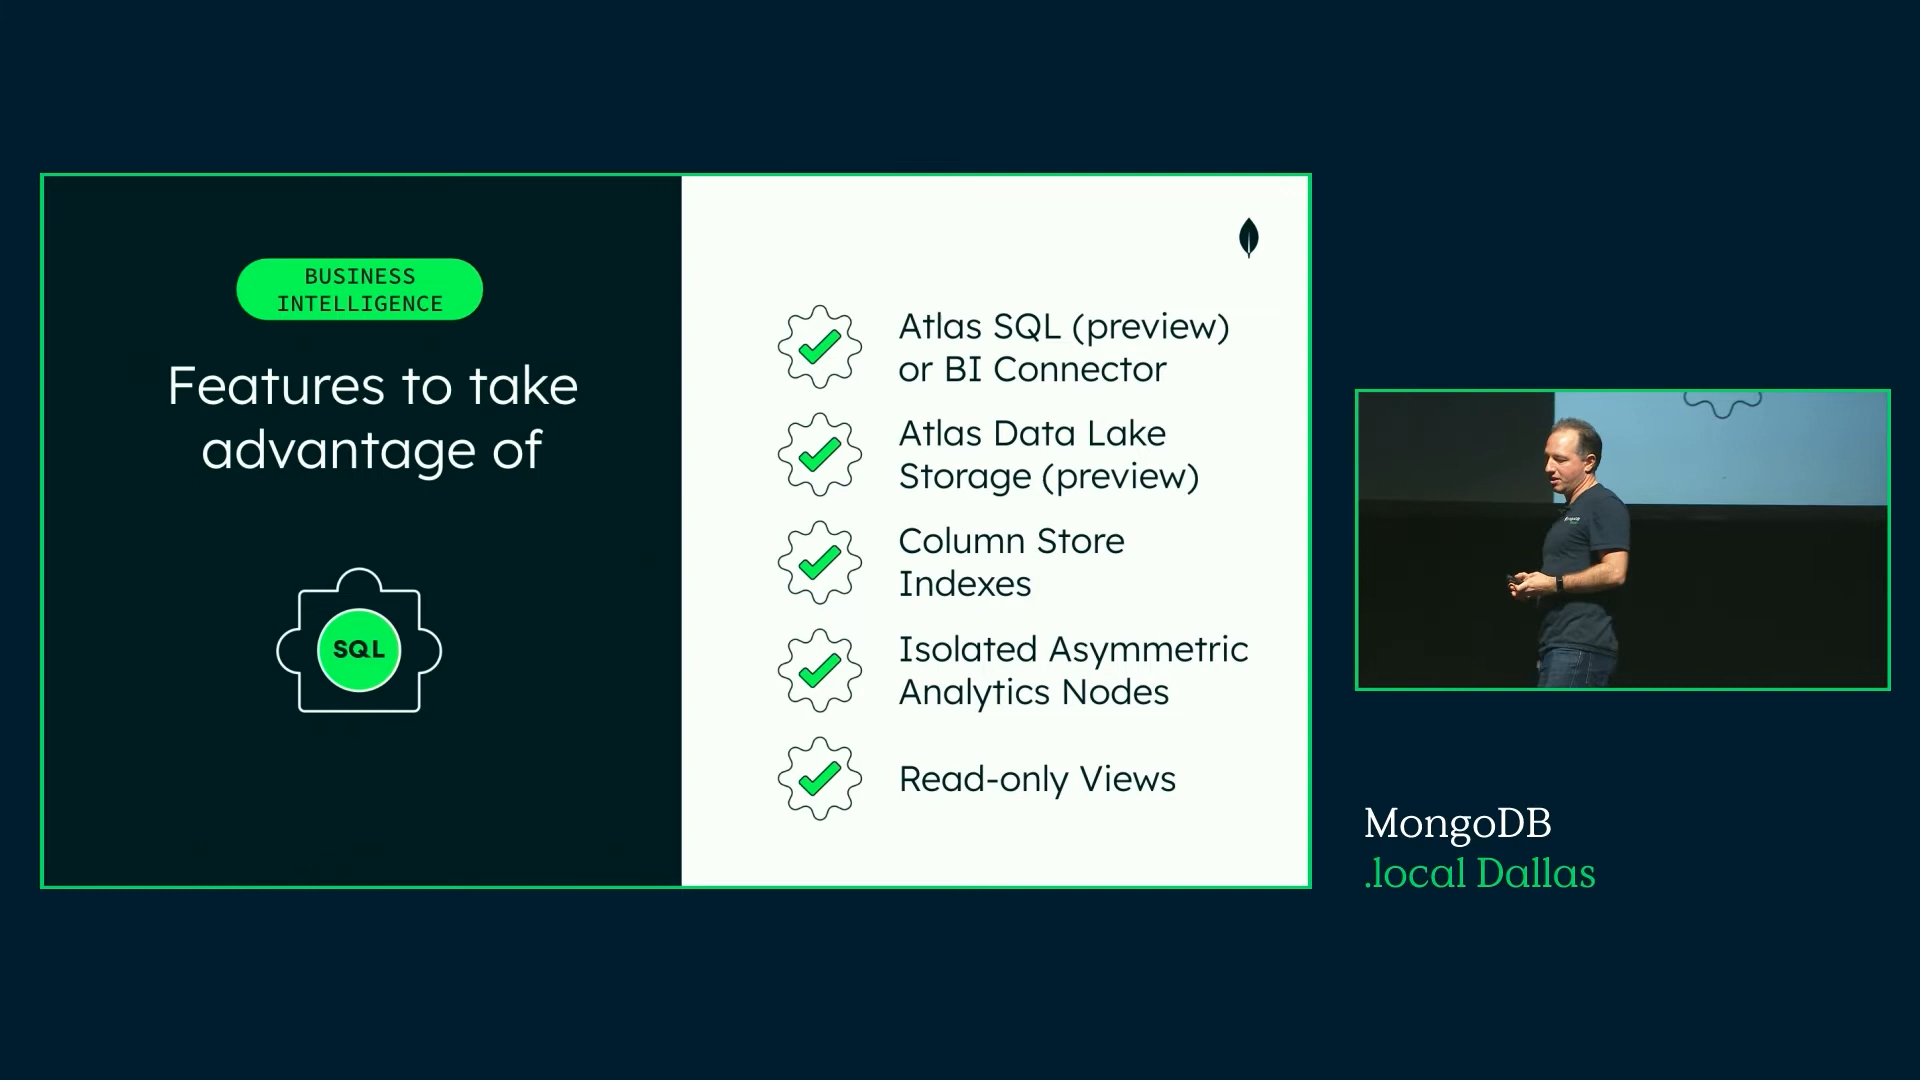 BUSINESS
INTELLIGENCE
Features to take
advantage of
SQL
Atlas SQL (preview)
or BI Connector
Atlas Data Lake
Storage (preview)
Column Store
Indexes
Isolated Asymmetric
Analytics Nodes
Read-only Views
MongoDB
.local Dallas